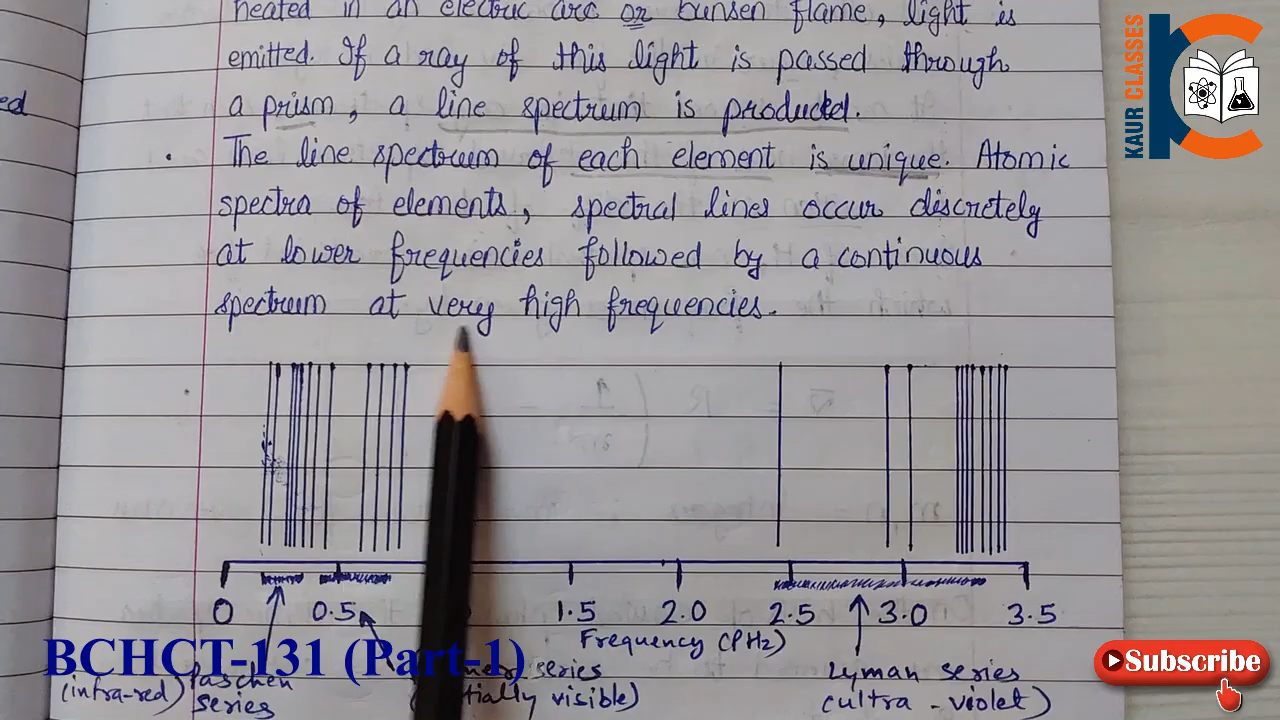 heated in an electric arc or bunsen flame, light is
emitted. If a ray of this light is passed through
ed
a prism, a line spectrum is produced.
. The line spectrum of each element is unique. Atomic
spectra of elements, spectral lines occur discretely
at lower frequencies followed by a continuous
spectrum at very high frequencies.
0 0.5 1.5 2.0 2.5 3.0 3.5
Frequency (PHz)
BCHCT-131 (Part-1)
(infra-red) Paschen series
series
visible)
Lyman series
(ultra-violet)
KAUR CLASSES
Subscribe